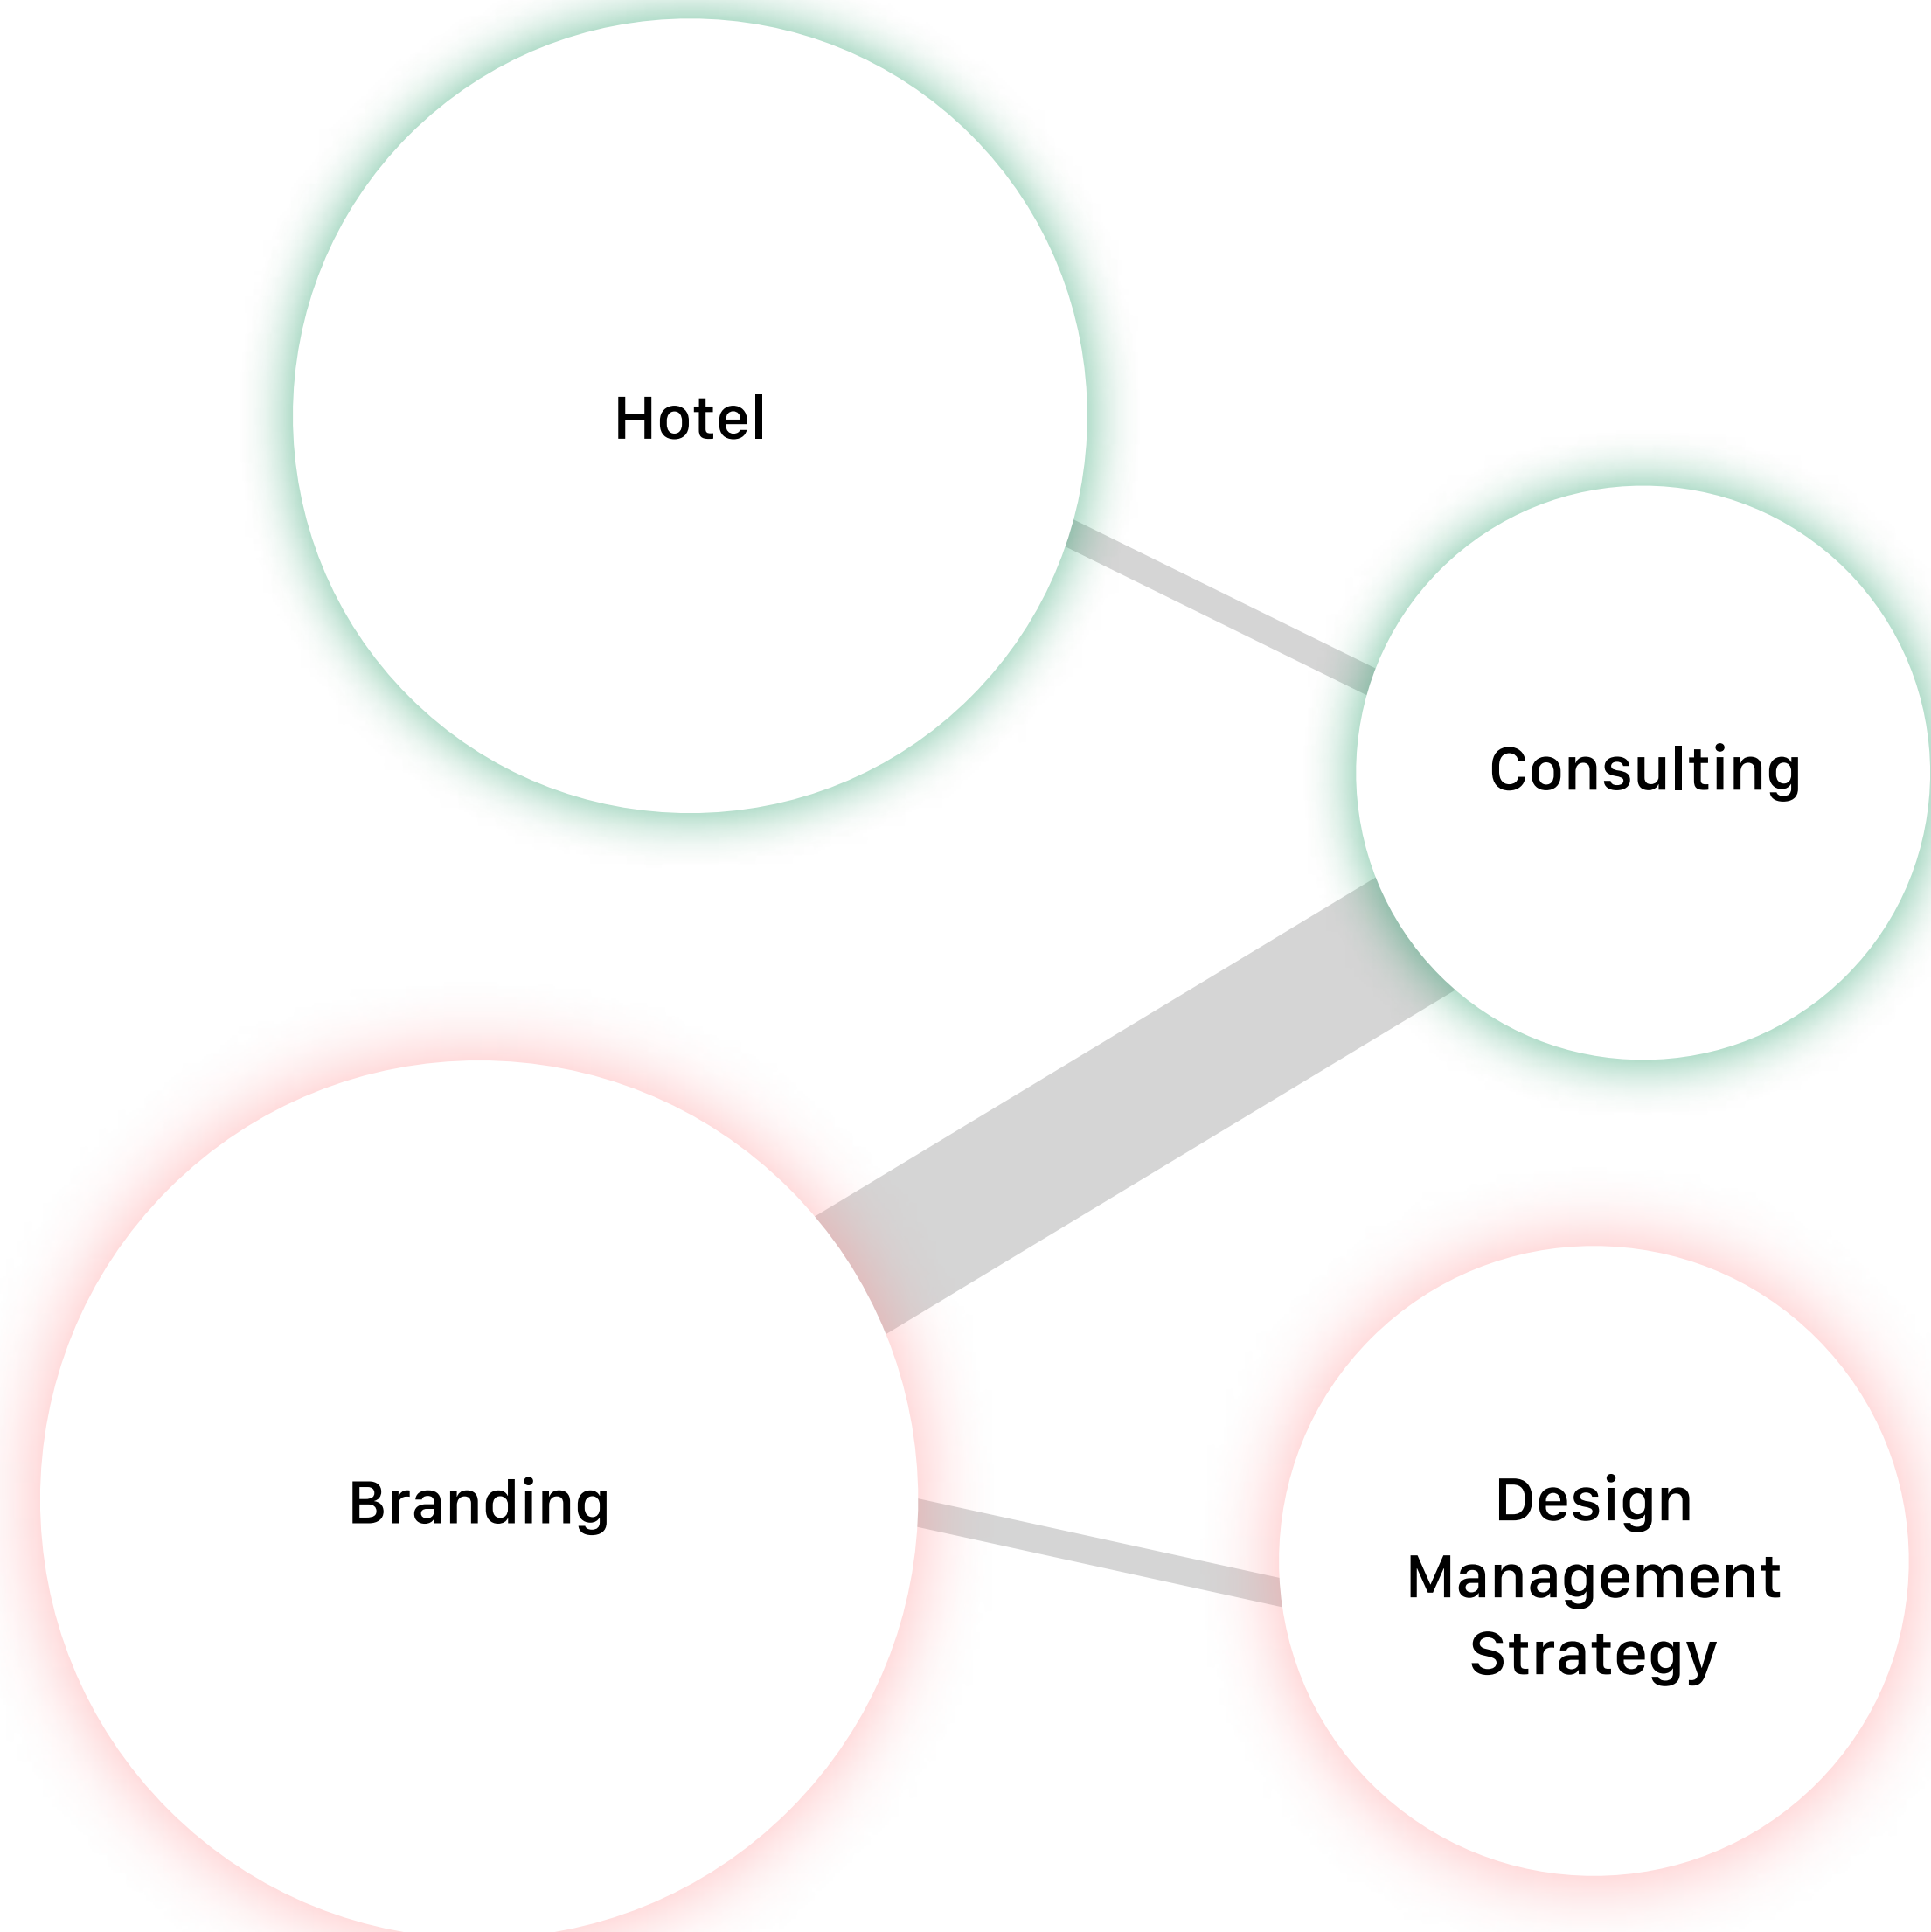 Hotel
Consulting
Branding
Design
Management
Strategy